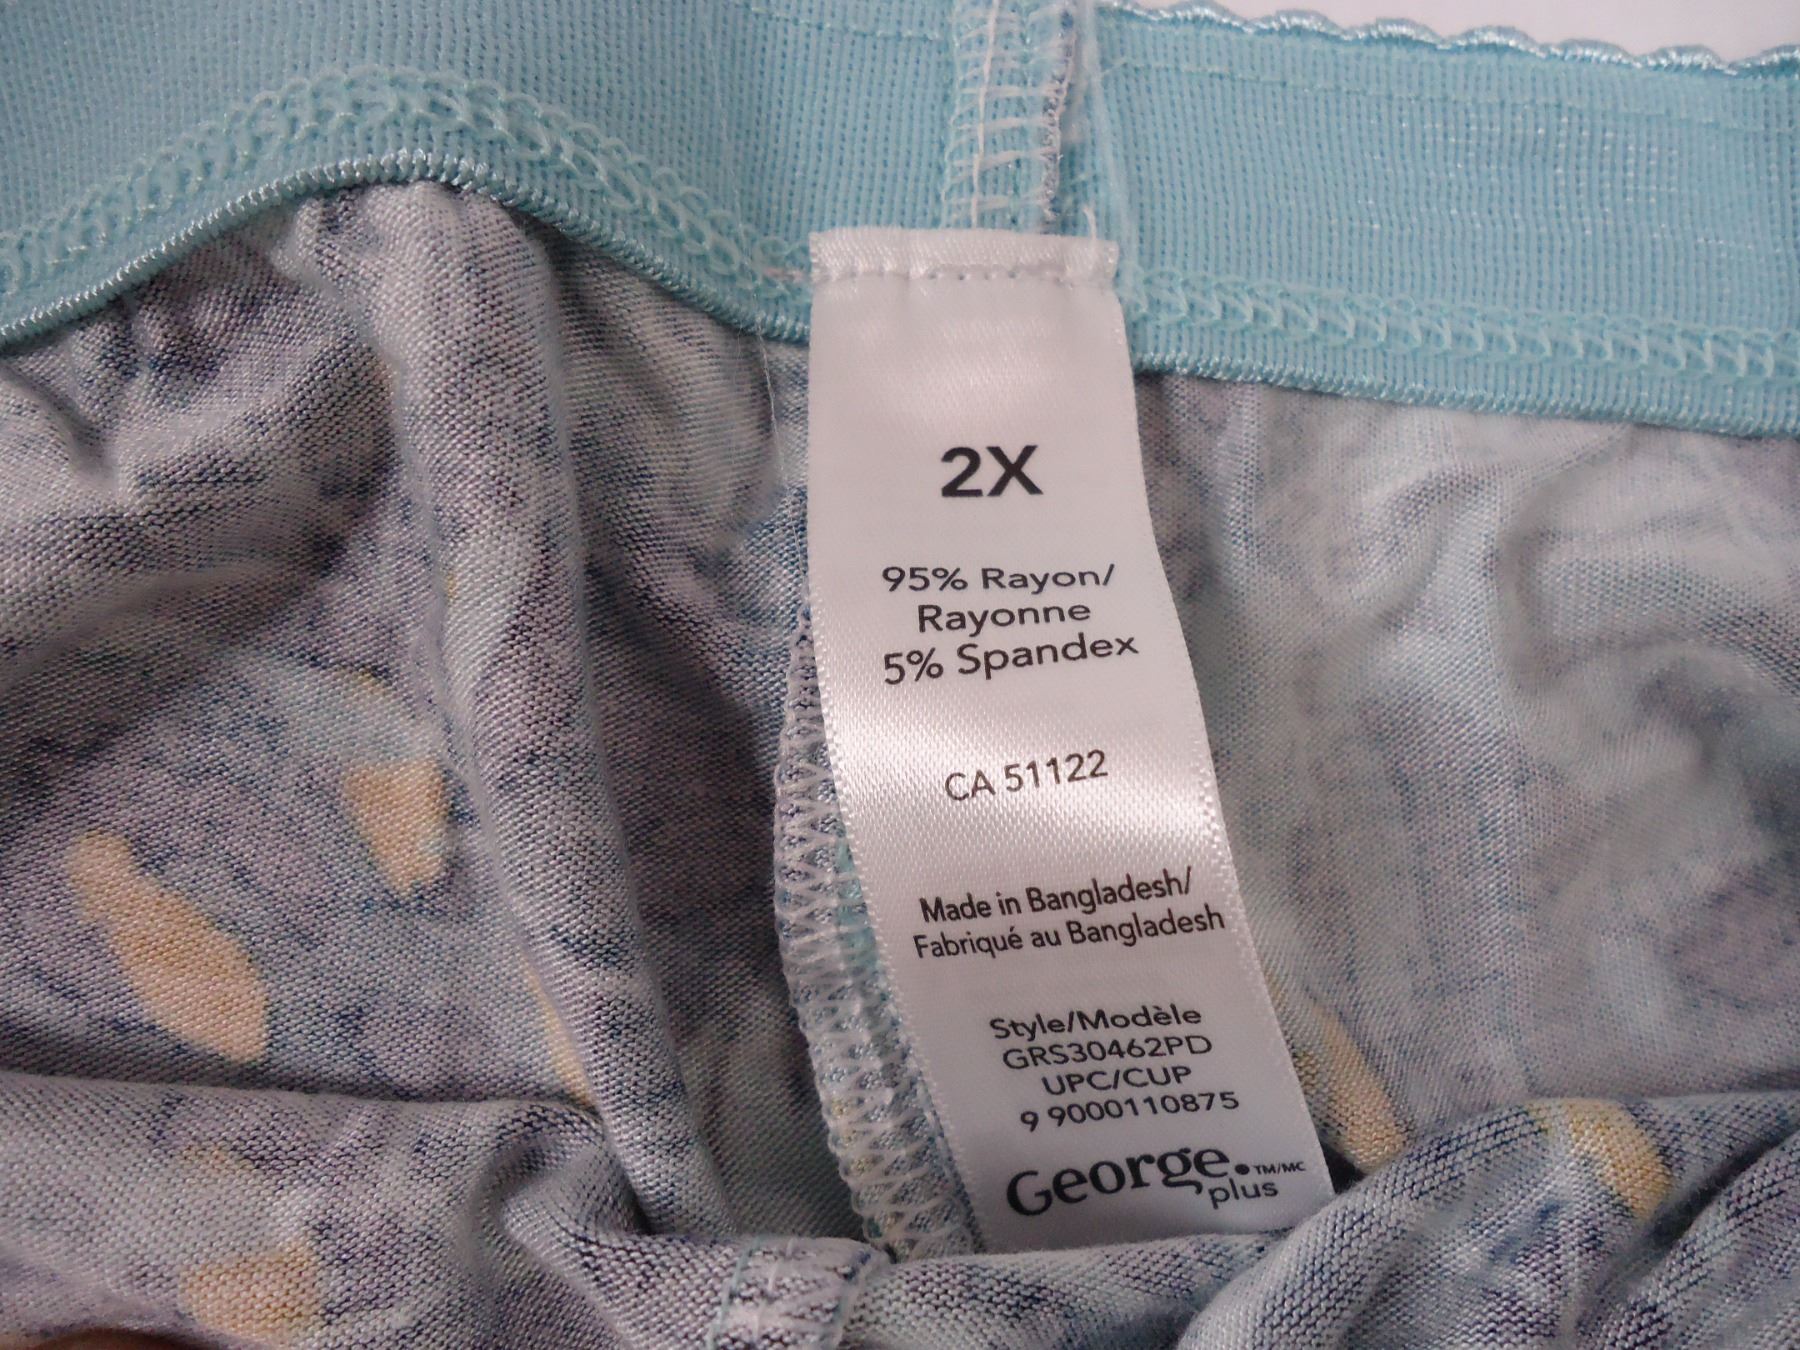 2X
95% Rayon/
Rayonne
5% Spandex
CA 51122
Made in Bangladesh/
Fabriqué au Bangladesh
Style/Modèle
GRS30462PD
UPC/CUP
9 9000110875
George. TM/MC
plus